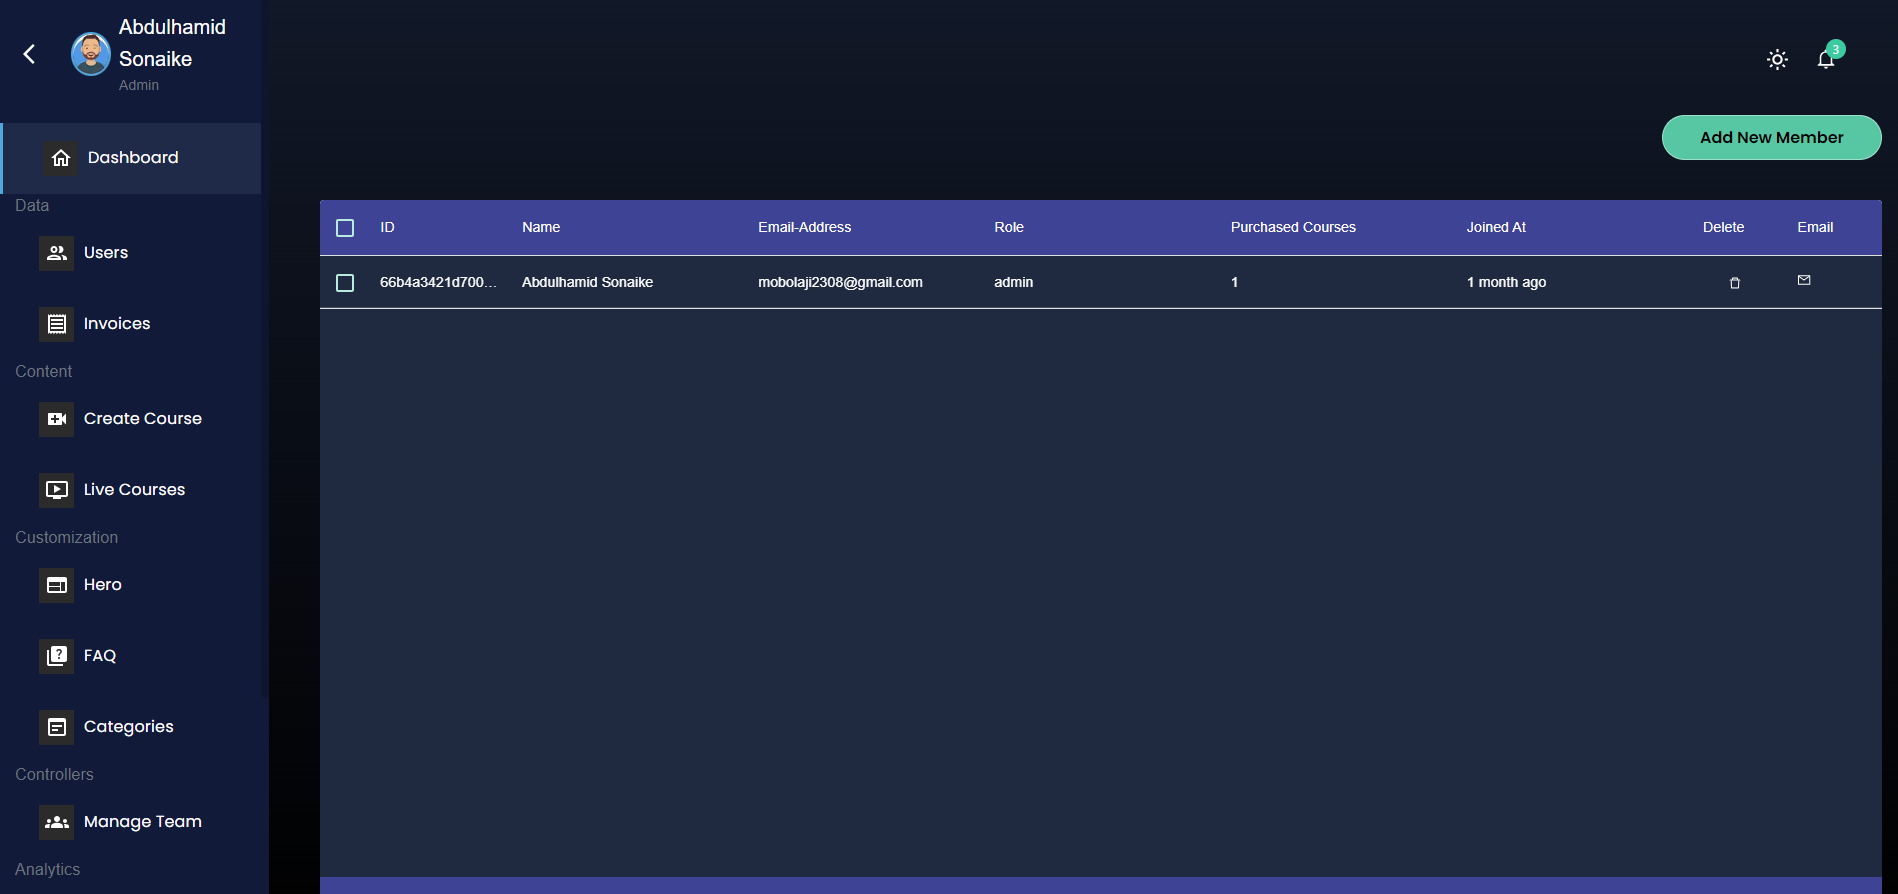 Abdulhamid
Sonaike
Admin
3
Dashboard
Add New Member
Data
Users
Invoices
Content
Create Course
Live Courses
Customization
Hero
FAQ
Categories
Controllers
Manage Team
Analytics
ID Name Email-Address Role Purchased Courses Joined At Delete Email
66b4a3421d700... Abdulhamid Sonaike mobolaji2308@gmail.com admin 1 1 month ago